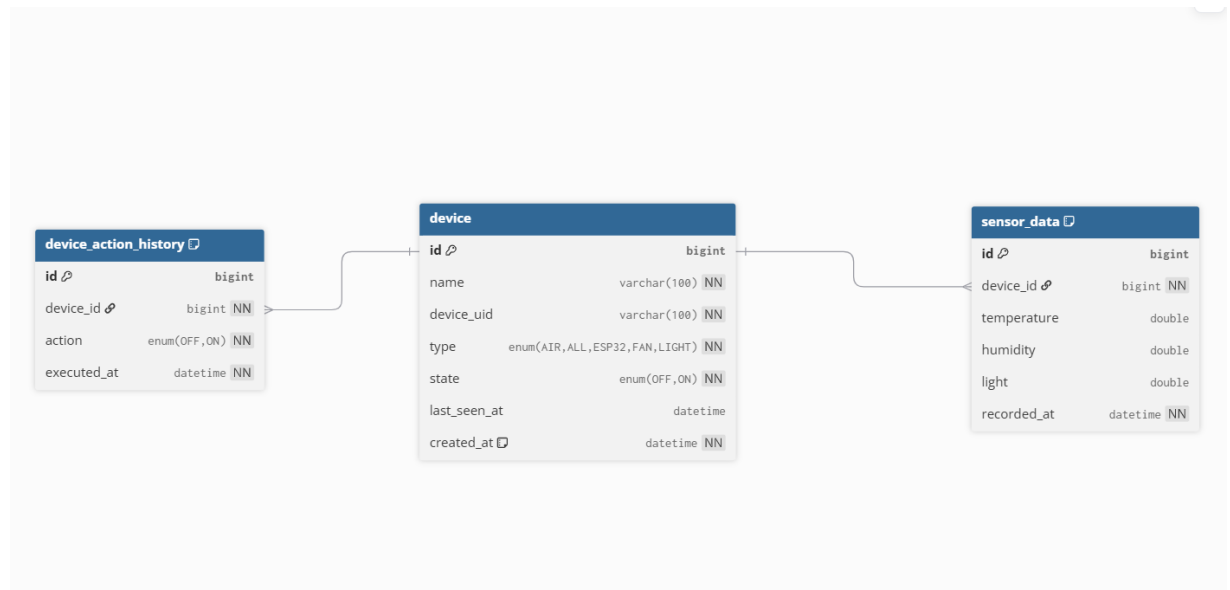 device_action_history
id bigint
device_id bigint NN
action enum(OFF,ON) NN
executed_at datetime NN
device
id bigint
name varchar(100) NN
device_uid varchar(100) NN
type enum(AIR,ALL,ESP32,FAN,LIGHT) NN
state enum(OFF,ON) NN
last_seen_at datetime
created_at datetime NN
sensor_data
id bigint
device_id bigint NN
temperature double
humidity double
light double
recorded_at datetime NN